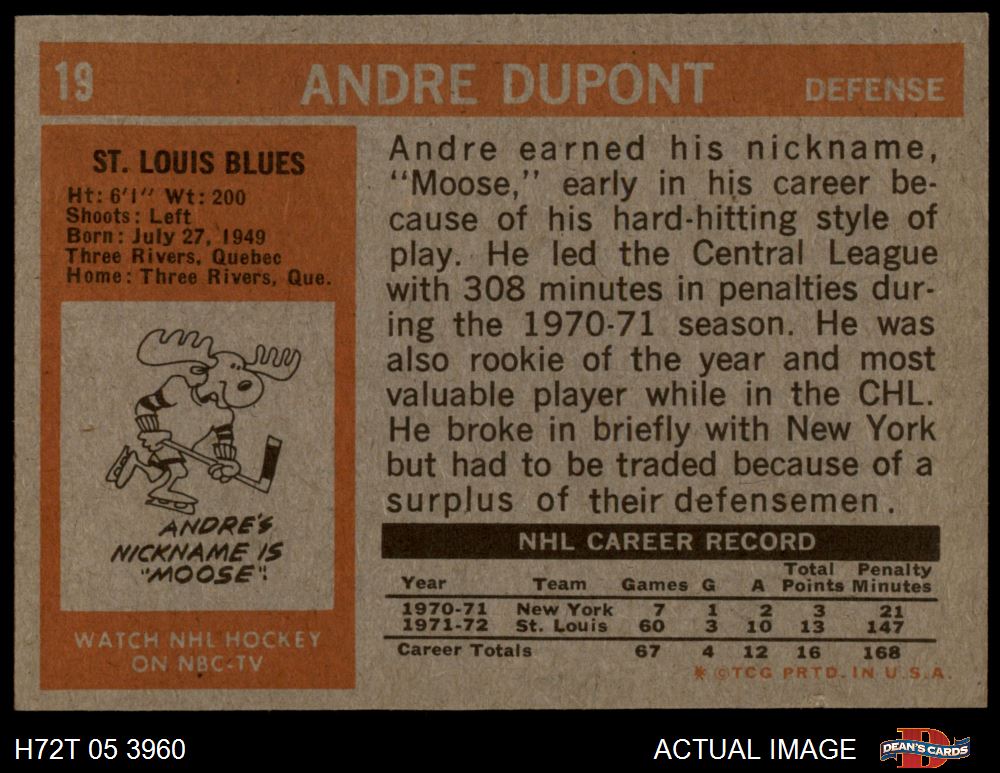 19 ANDRE DUPONT DEFENSE
ST. LOUIS BLUES
Ht: 6'1" Wt: 200
Shoots: Left
Born: July 27, 1949
Three Rivers, Quebec
Home: Three Rivers, Que.
ANDRE'S
NICKNAME IS
"MOOSE".
WATCH NHL HOCKEY
ON NBC-TV
Andre earned his nickname,
"Moose," early in his career be-
cause of his hard-hitting style of
play. He led the Central League
with 308 minutes in penalties dur-
ing the 1970-71 season. He was
also rookie of the year and most
valuable player while in the CHL.
He broke in briefly with New York
but had to be traded because of a
surplus of their defensemen.
NHL CAREER RECORD
Year Team Games G A Total Points Penalty Minutes
1970-71 New York 7 1 2 3 21
1971-72 St. Louis 60 3 10 13 147
Career Totals 67 4 12 16 168
* ©TCG PRTD. IN U.S.A.
H72T 05 3960 ACTUAL IMAGE DEAN'S CARDS